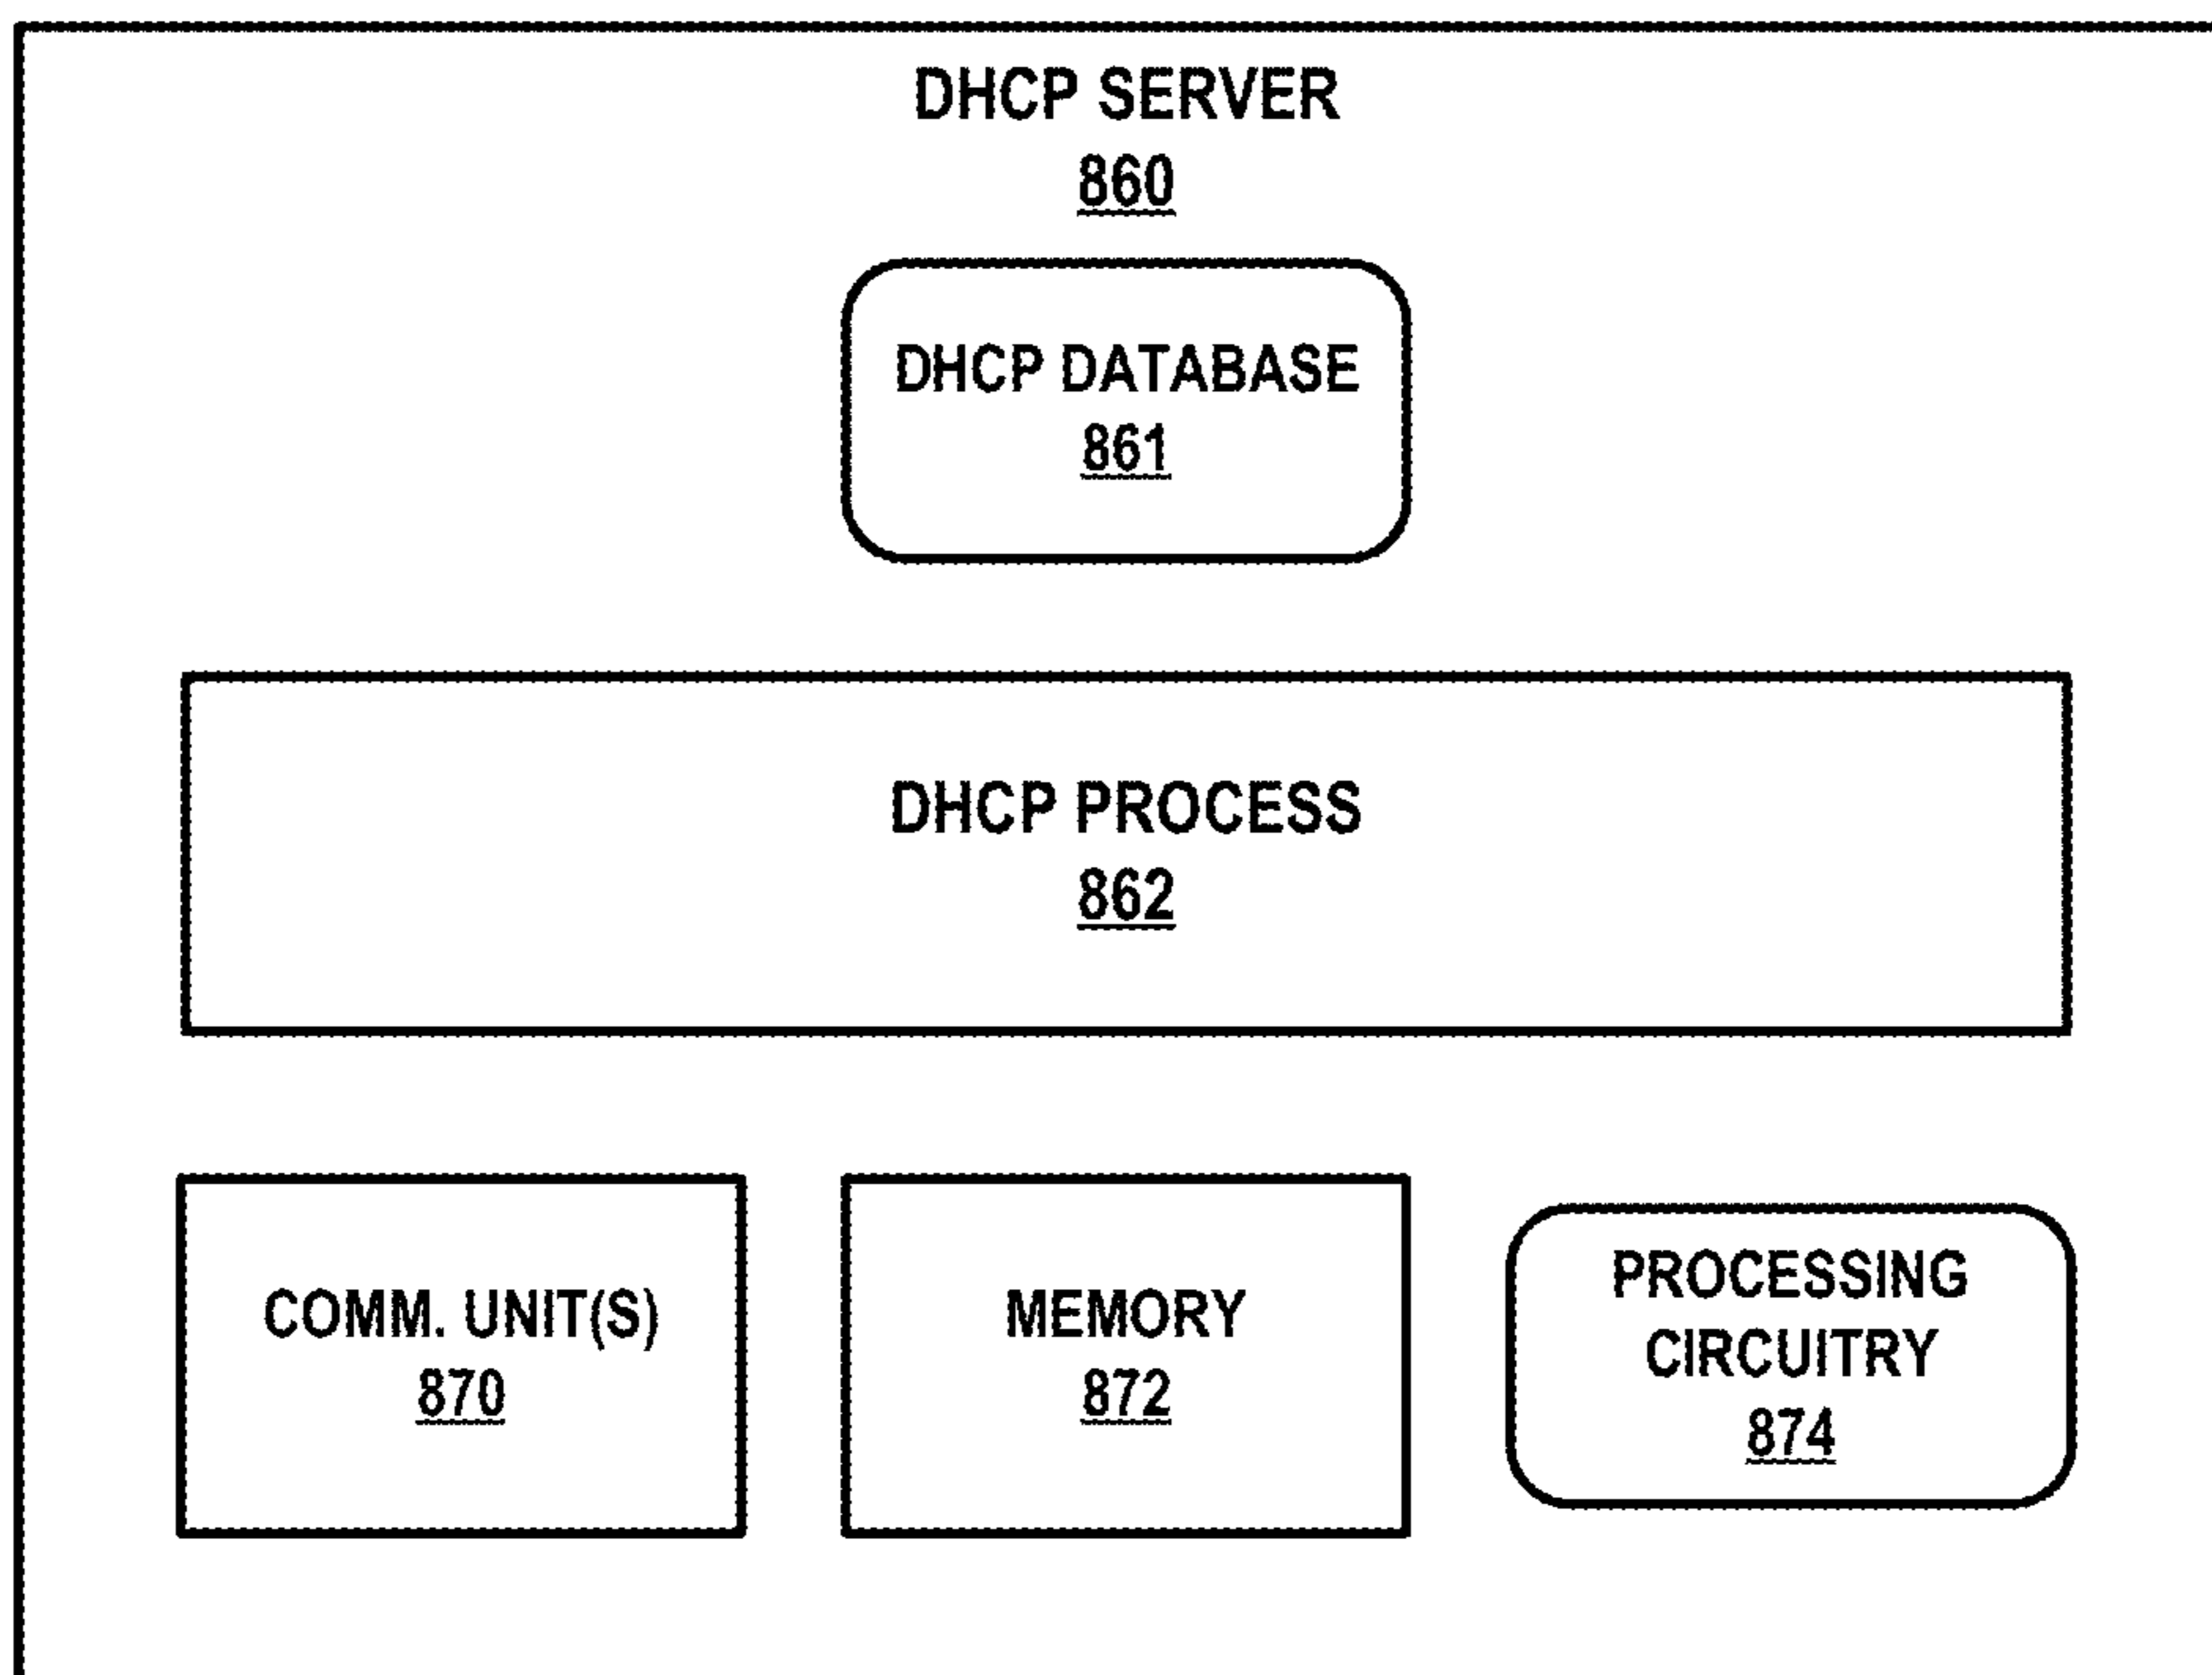 DHCP SERVER
860
DHCP DATABASE
861
DHCP PROCESS
862
COMM. UNIT(S)
870
MEMORY
872
PROCESSING
CIRCUITRY
874